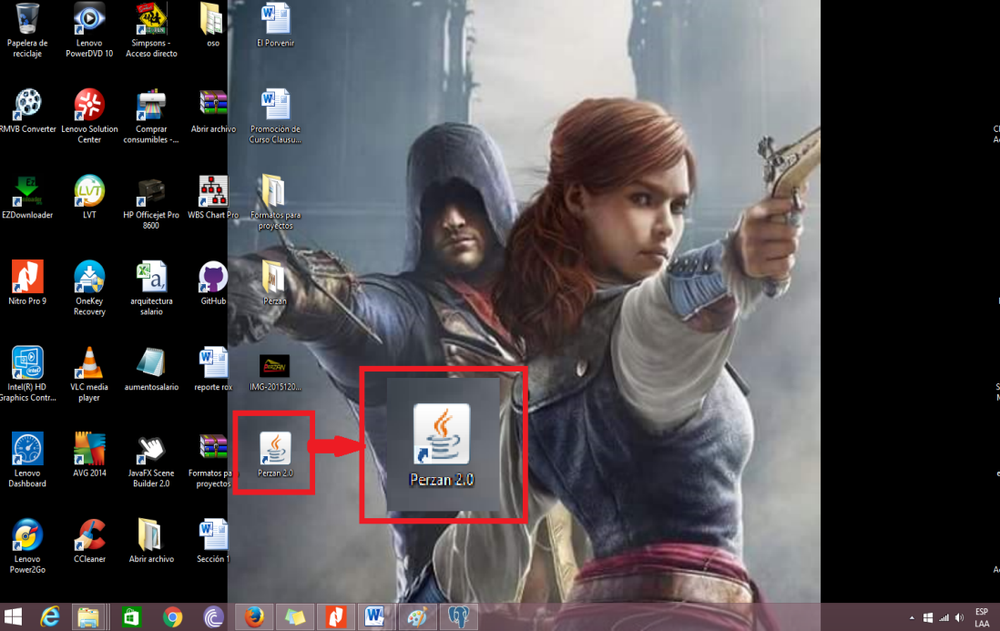 Papelera de
reciclaje
Lenovo
PowerDVD 10
Simpsons -
Acceso directo
oso
El Porvenir
RMVB Converter
Lenovo Solution
Center
Comprar
consumibles -...
Abrir archivo
Promoción de
Curso Clausu...
EZDownloader
LVT
LVT
HP Officejet Pro
8600
WBS Chart Pro
Formatos para
proyectos
Nitro Pro 9
OneKey
Recovery
arquitectura
salario
GitHub
Perzan
Intel(R) HD
Graphics Contr...
VLC media
player
aumentosalario
reporte rox
IMG-2015120...
Lenovo
Dashboard
AVG 2014
JavaFX Scene
Builder 2.0
Formatos pa
proyectos
Perzan 2.0
Perzan 2.0
Lenovo
Power2Go
CCleaner
Abrir archivo
Sección 1
ESP
LAA